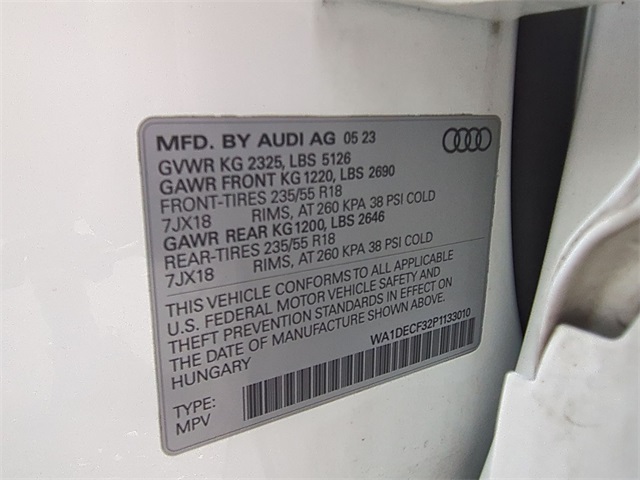 MFD. BY AUDI AG 05 23
GVWR KG 2325, LBS 5126
GAWR FRONT KG 1220, LBS 2690
FRONT-TIRES 235/55 R18
7JX18 RIMS, AT 260 KPA 38 PSI COLD
GAWR REAR KG1200, LBS 2646
REAR-TIRES 235/55 R18
7JX18 RIMS, AT 260 KPA 38 PSI COLD
THIS VEHICLE CONFORMS TO ALL APPLICABLE
U.S. FEDERAL MOTOR VEHICLE SAFETY AND
THEFT PREVENTION STANDARDS IN EFFECT ON
THE DATE OF MANUFACTURE SHOWN ABOVE.
HUNGARY WA1DECF32P1133010
TYPE:
MPV